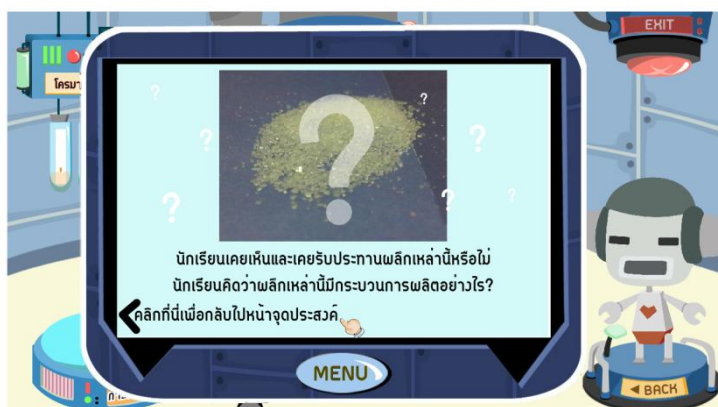 EXIT
นักเรียนเคยเห็นและเคยรับประทานผลึกเหล่านี้หรือไม่
นักเรียนคิดว่าผลึกเหล่านี้มีกระบวนการผลิตอย่างไร?
คลิกที่นี่เพื่อกลับไปหน้าจุดประสงค์
MENU
◄ BACK